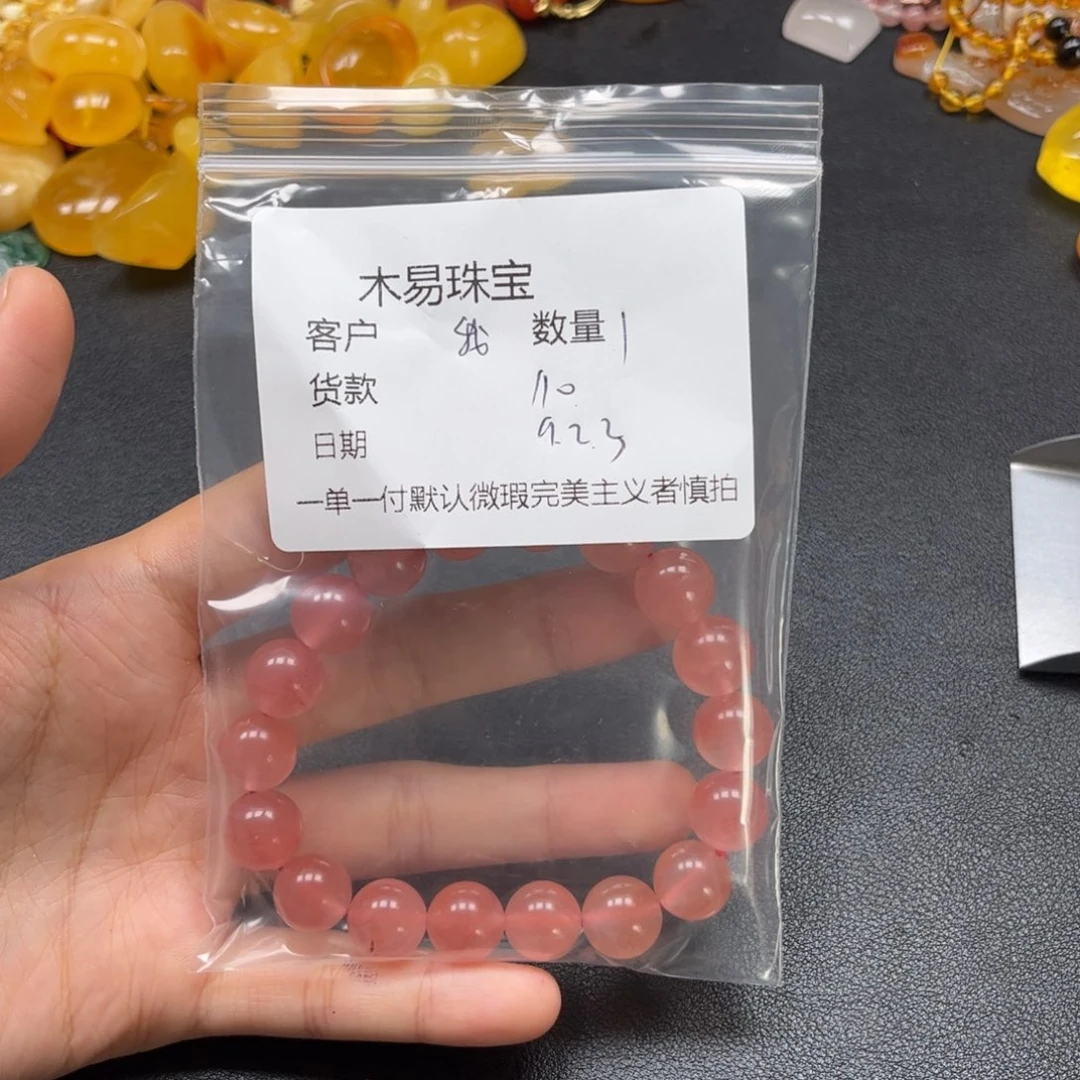 木易珠宝
客户 数量 1
货款 110
日期 9.23
一单一付默认微瑕完美主义者慎拍